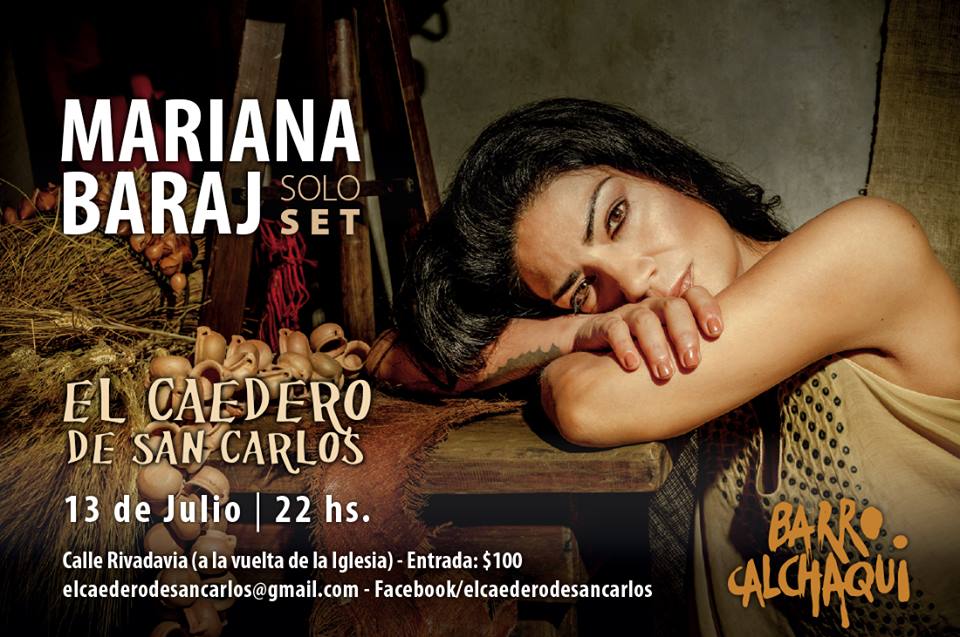 MARIANA
BARAJ SOLO
SET
EL CAEDERO
DE SAN CARLOS
13 de Julio | 22 hs.
Calle Rivadavia (a la vuelta de la Iglesia) - Entrada: $100
elcaederodesancarlos@gmail.com - Facebook/elcaederodesancarlos
BARRO
CALCHAQUI